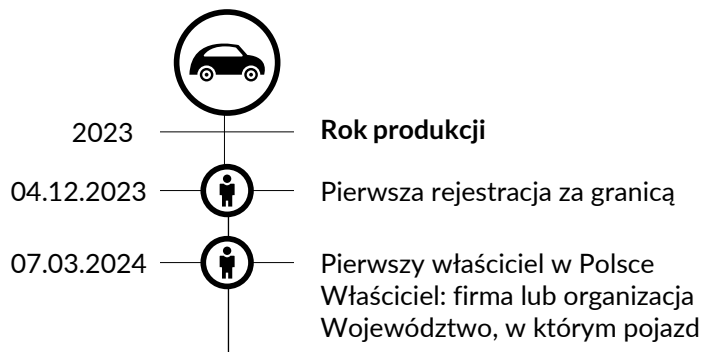 2023 Rok produkcji
04.12.2023 Pierwsza rejestracja za granicą
07.03.2024 Pierwszy właściciel w Polsce
Właściciel: firma lub organizacja
Województwo, w którym pojazd